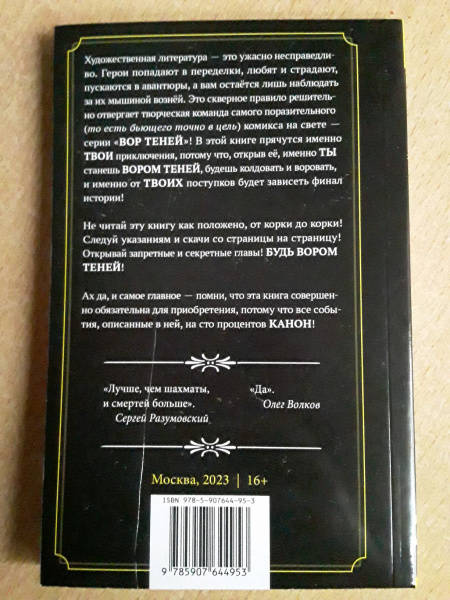 Художественная литература — это ужасно несправедли-
во. Герои попадают в переделки, любят и страдают,
пускаются в авантюры, а вам остаётся лишь наблюдать
за их мышиной вознёй. Это скверное правило решитель-
но отвергает творческая команда самого поразительного
(то есть бьющего точно в цель) комикса на свете —
серии «ВОР ТЕНЕЙ»! В этой книге прячутся именно
ТВОИ приключения, потому что, открыв её, именно ТЫ
станешь ВОРОМ ТЕНЕЙ, будешь колдовать и воровать,
и именно от ТВОИХ поступков будет зависеть финал
истории!
Не читай эту книгу как положено, от корки до корки!
Следуй указаниям и скачи со страницы на страницу!
Открывай запретные и секретные главы! БУДЬ ВОРОМ
ТЕНЕЙ!
Ах да, и самое главное — помни, что эта книга совершен-
но обязательна для приобретения, потому что все собы-
тия, описанные в ней, на сто процентов КАНОН!
«Лучше, чем шахматы,
и смертей больше».
Сергей Разумовский
«Да».
Олег Волков
Москва, 2023 | 16+
ISBN 978-5-907644-95-3
9 785907 644953